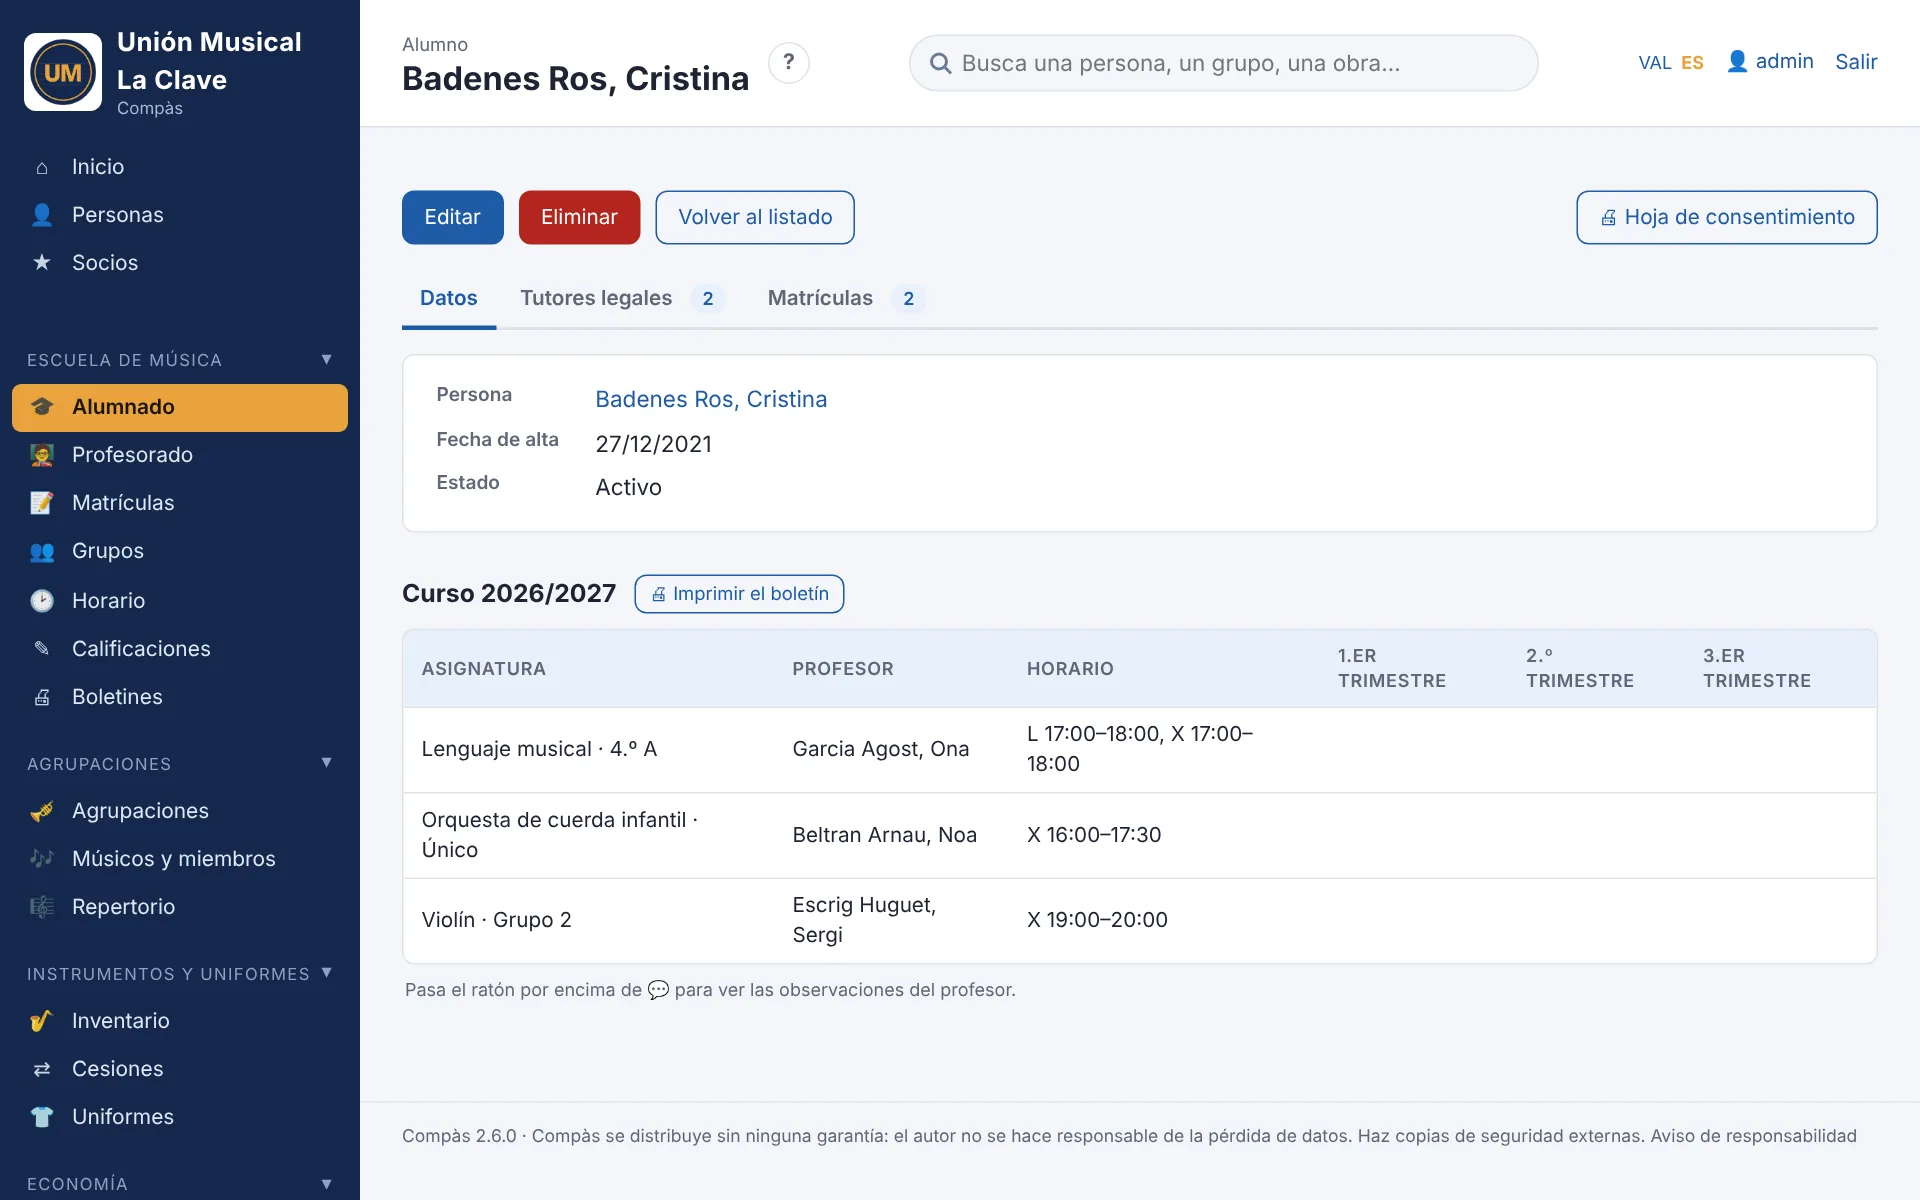 UM
Unión Musical
La Clave
Compàs
Inicio
Personas
Socios
ESCUELA DE MÚSICA
Alumnado
Profesorado
Matrículas
Grupos
Horario
Calificaciones
Boletines
AGRUPACIONES
Agrupaciones
Músicos y miembros
Repertorio
INSTRUMENTOS Y UNIFORMES
Inventario
Cesiones
Uniformes
ECONOMÍA
Alumno
Badenes Ros, Cristina
?
Busca una persona, un grupo, una obra...
VAL ES
admin
Salir
Editar
Eliminar
Volver al listado
Hoja de consentimiento
Datos
Tutores legales 2
Matrículas 2
Persona Badenes Ros, Cristina
Fecha de alta 27/12/2021
Estado Activo
Curso 2026/2027
Imprimir el boletín
ASIGNATURA PROFESOR HORARIO 1.ER TRIMESTRE 2.º TRIMESTRE 3.ER TRIMESTRE
Lenguaje musical · 4.º A Garcia Agost, Ona L 17:00–18:00, X 17:00–18:00
Orquesta de cuerda infantil · Único Beltran Arnau, Noa X 16:00–17:30
Violín · Grupo 2 Escrig Huguet, Sergi X 19:00–20:00
Pasa el ratón por encima de 💬 para ver las observaciones del profesor.
Compàs 2.6.0 · Compàs se distribuye sin ninguna garantía: el autor no se hace responsable de la pérdida de datos. Haz copias de seguridad externas. Aviso de responsabilidad